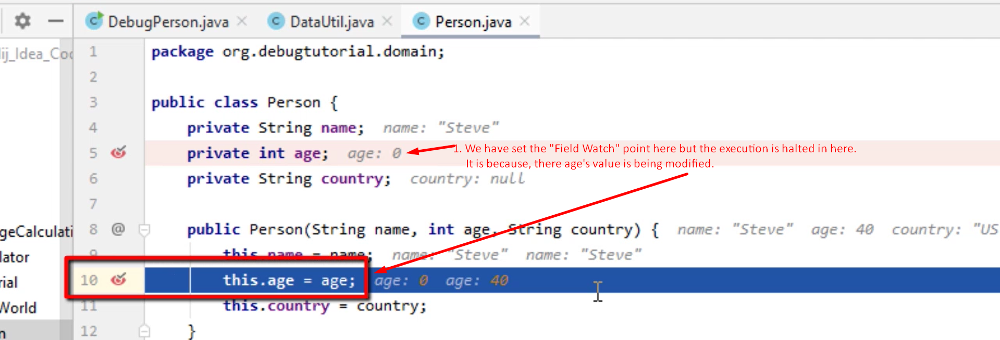 DebugPerson.java
DataUtil.java
Person.java
lij_Idea_Coo
1 package org.debugtutorial.domain;
2
3 public class Person {
4 private String name; name: "Steve"
5 private int age; age: 0
1. We have set the "Field Watch" point here but the execution is halted in here.
It is because, there age's value is being modified.
6 private String country; country: null
7
geCalculati
8 @ public Person(String name, int age, String country) { name: "Steve" age: 40 country: "US
lator
9 this.name = name; name: "Steve" name: "Steve"
rial
10 this.age = age; age: 0 age: 40
World
11 this.country = country;
n
12 }